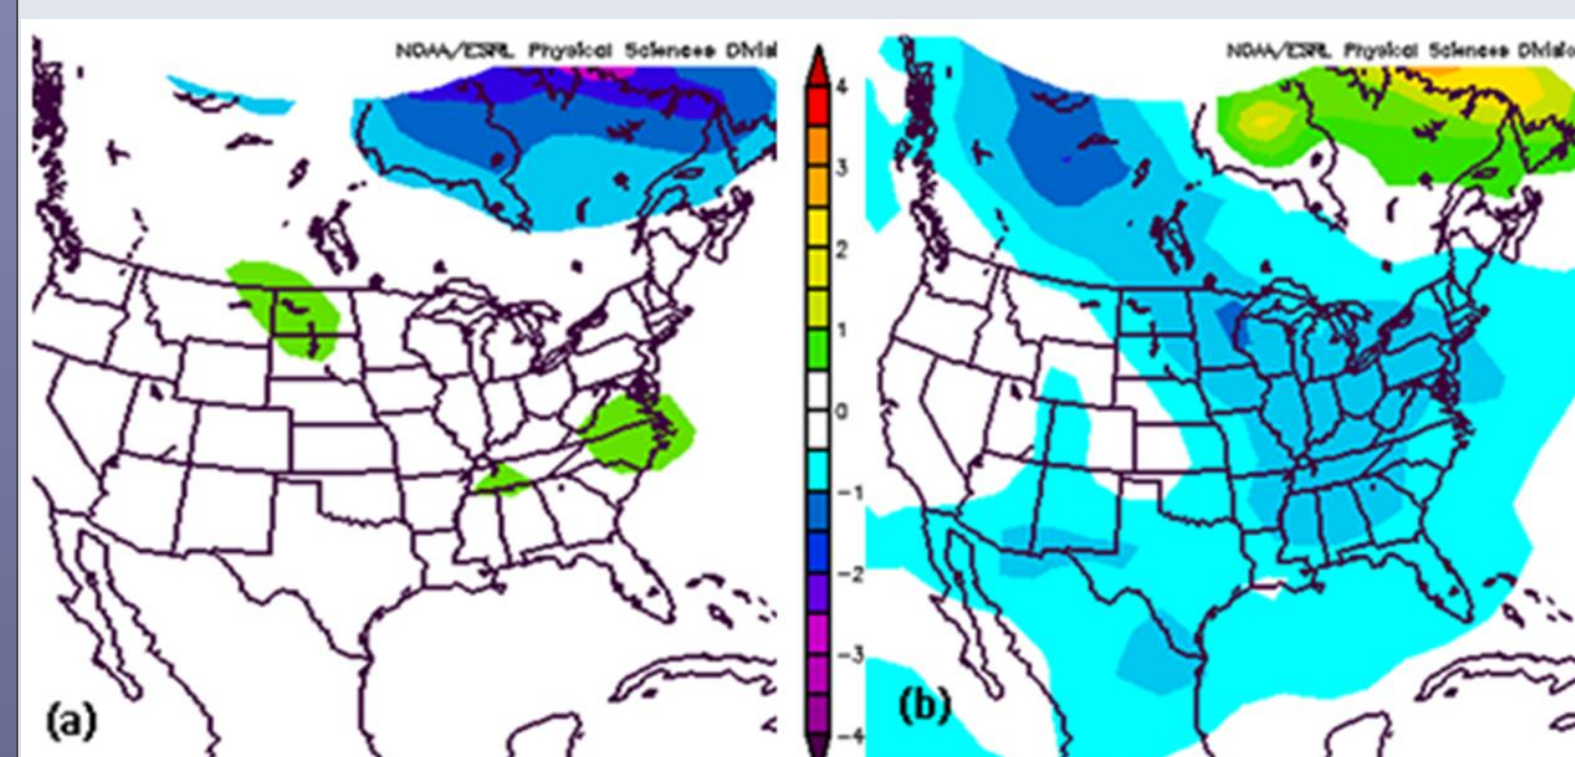 NOAA/ESRL Physical Sciences Divisi
NOAA/ESRL Physical Sciences Divisio
4
3
2
1
0
-1
-2
-3
-4
(a)
(b)